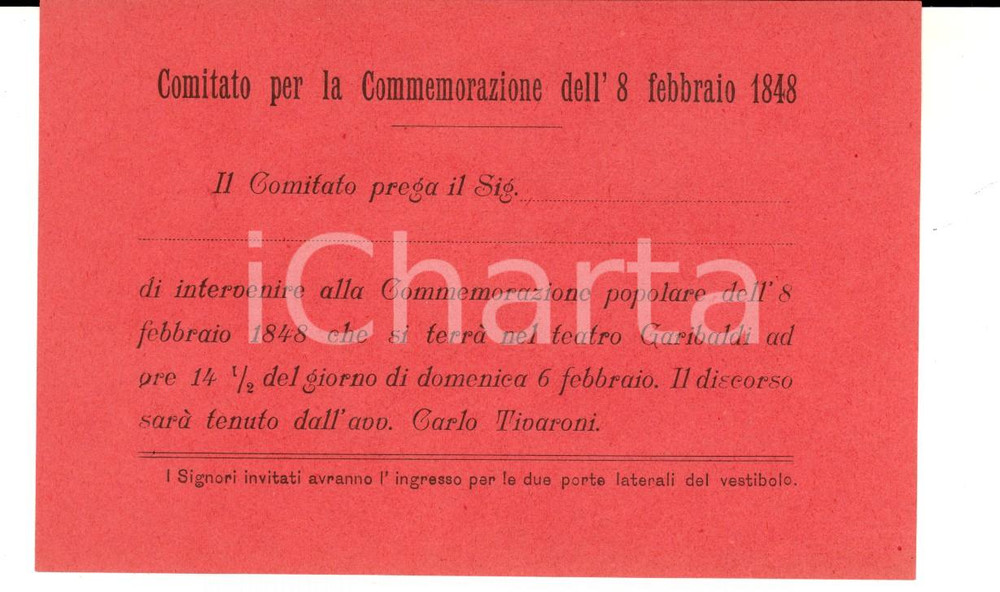 Comitato per la Commemorazione dell' 8 febbraio 1848
Il Comitato prega il Sig.
di intervenire alla Commemorazione popolare dell' 8
febbraio 1848 che si terrà nel teatro Garibaldi ad
ore 14 1/2 del giorno di domenica 6 febbraio. Il discorso
sarà tenuto dall'avv. Carlo Tivaroni.
I Signori invitati avranno l' ingresso per le due porte laterali del vestibolo.
iCharta